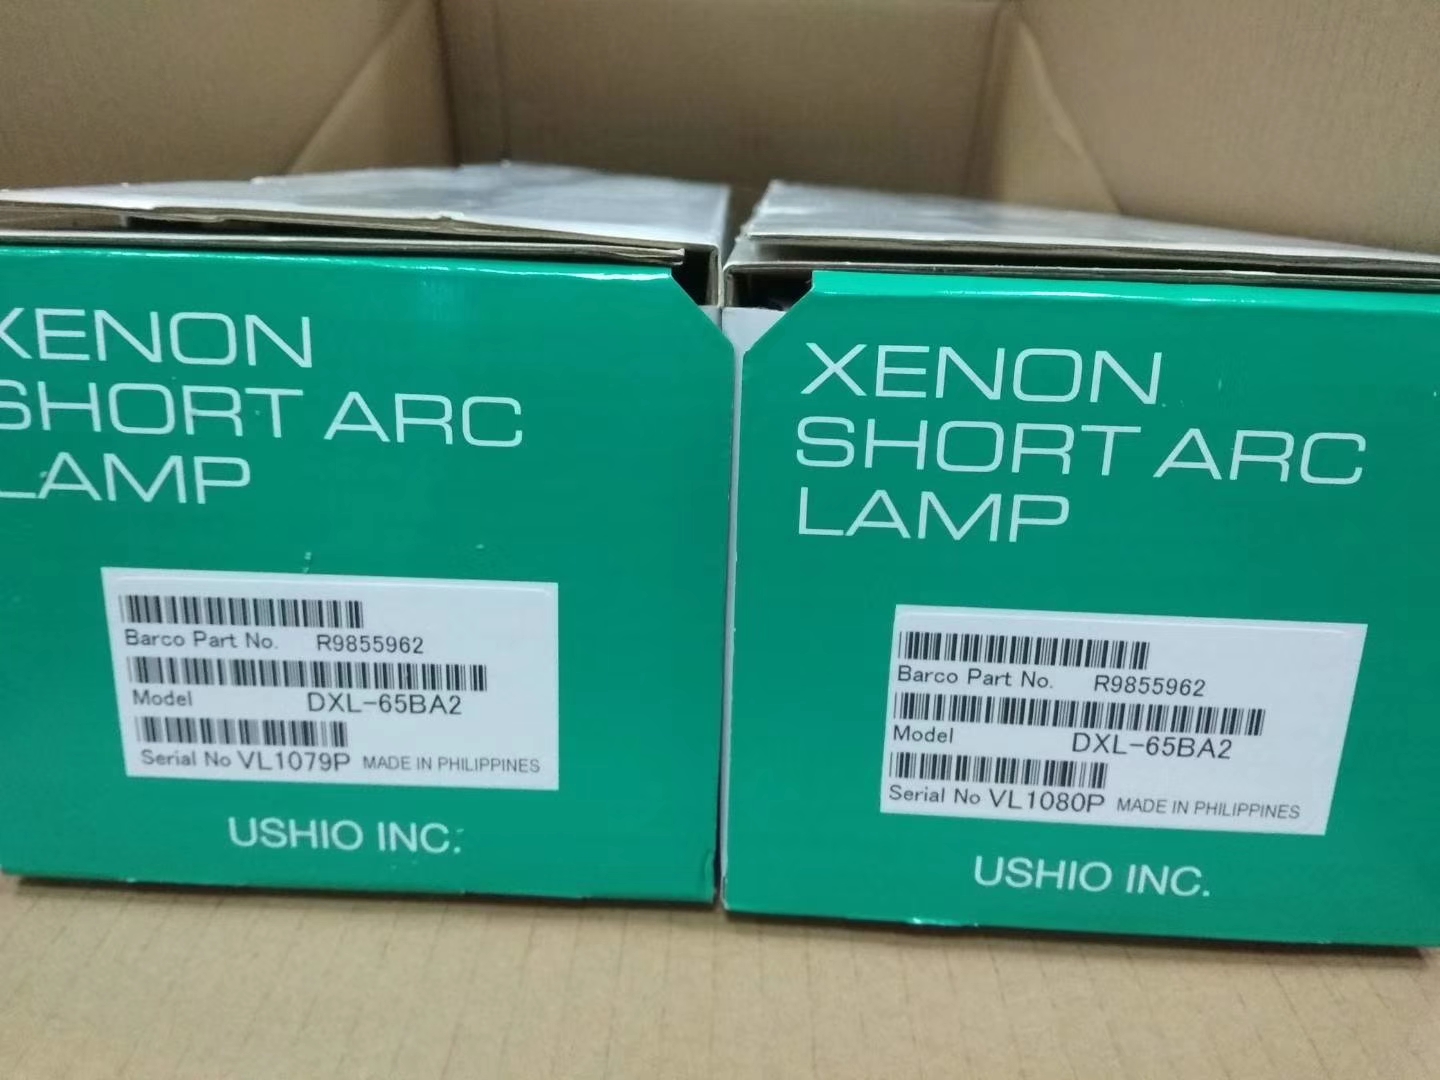 XENON
SHORT ARC
LAMP
Barco Part No. R9855962
Model DXL-65BA2
Serial No VL1079P MADE IN PHILIPPINES
USHIO INC.
XENON
SHORT ARC
LAMP
Barco Part No. R9855962
Model DXL-65BA2
Serial No VL1080P MADE IN PHILIPPINES
USHIO INC.